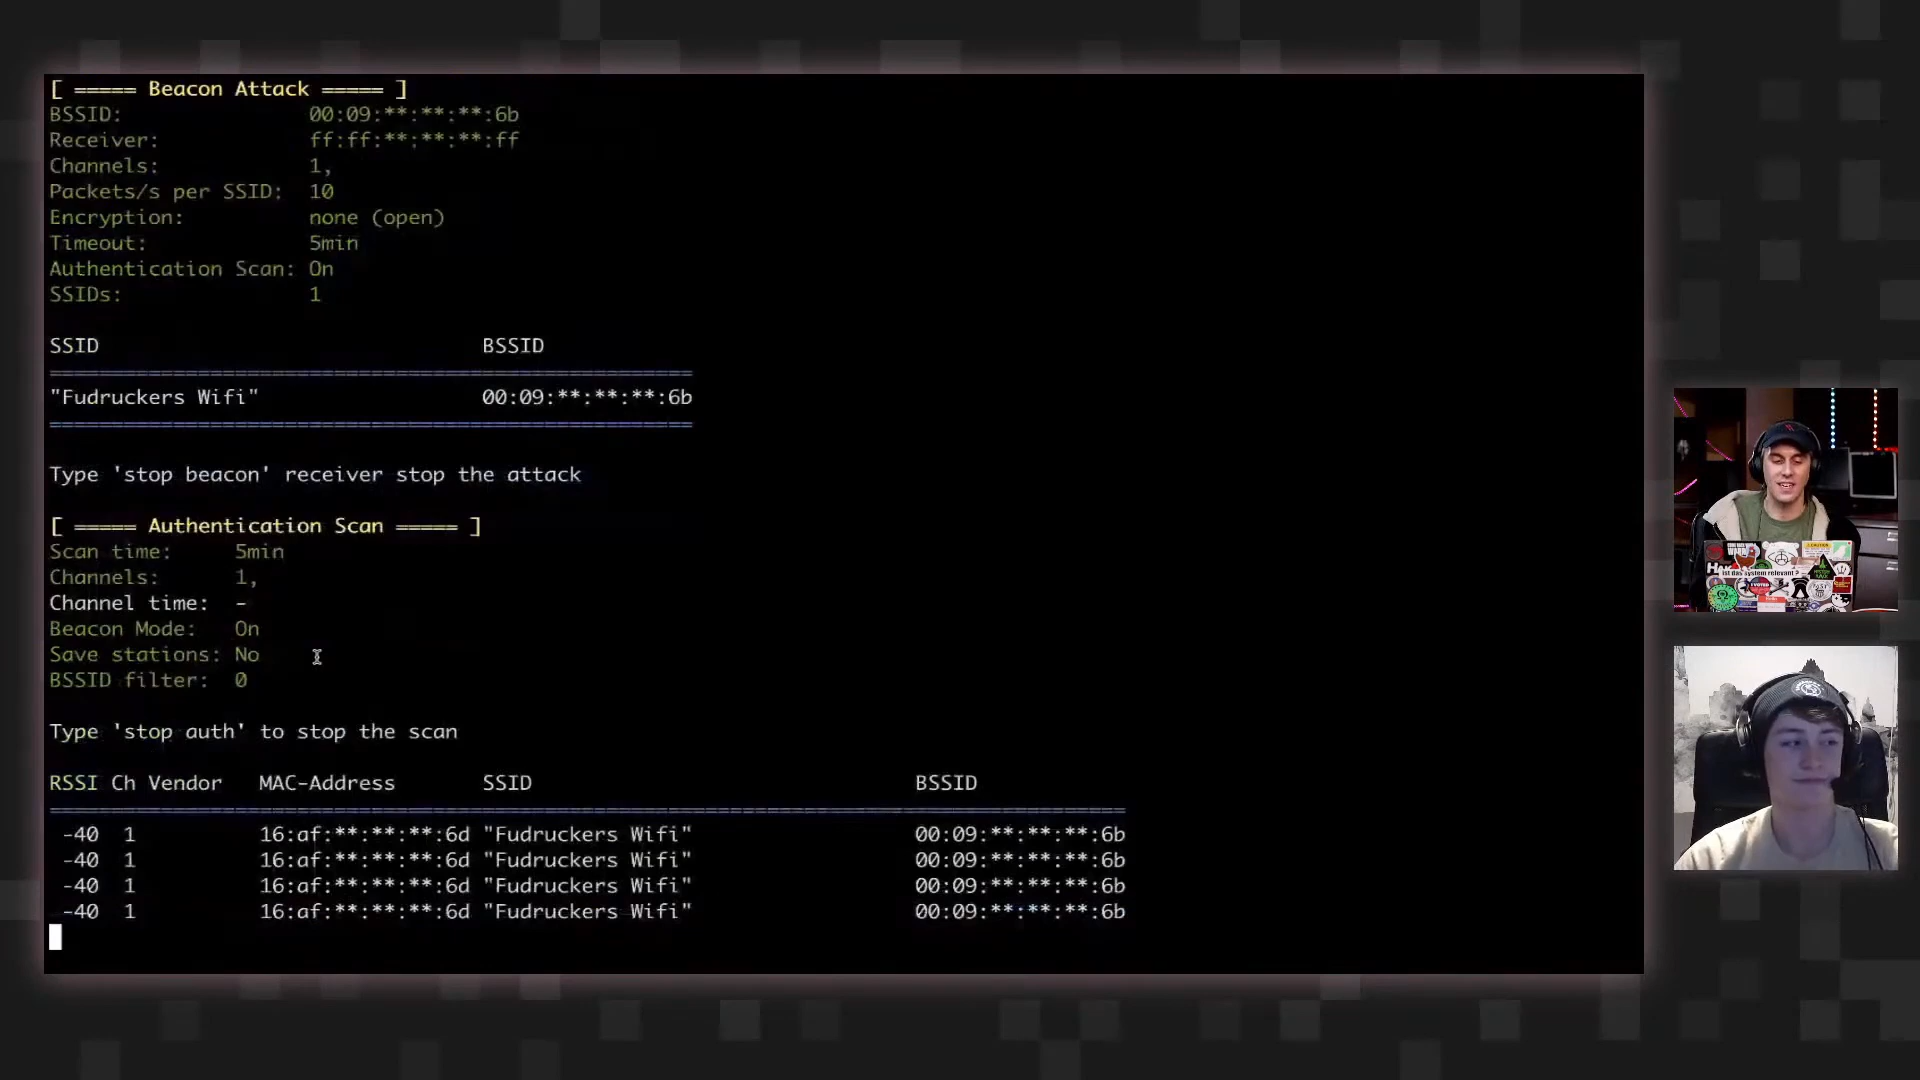 [ ===== Beacon Attack ===== ]
BSSID: 00:09:**:**:**:6b
Receiver: ff:ff:**:**:**:ff
Channels: 1,
Packets/s per SSID: 10
Encryption: none (open)
Timeout: 5min
Authentication Scan: On
SSIDs: 1
SSID BSSID
"Fudruckers Wifi" 00:09:**:**:**:6b
Type 'stop beacon' receiver stop the attack
[ ===== Authentication Scan ===== ]
Scan time: 5min
Channels: 1,
Channel time: -
Beacon Mode: On
Save stations: No
BSSID filter: 0
Type 'stop auth' to stop the scan
RSSI Ch Vendor MAC-Address SSID BSSID
-40 1 16:af:**:**:**:6d "Fudruckers Wifi" 00:09:**:**:**:6b
-40 1 16:af:**:**:**:6d "Fudruckers Wifi" 00:09:**:**:**:6b
-40 1 16:af:**:**:**:6d "Fudruckers Wifi" 00:09:**:**:**:6b
-40 1 16:af:**:**:**:6d "Fudruckers Wifi" 00:09:**:**:**:6b
ist das system relevant ?